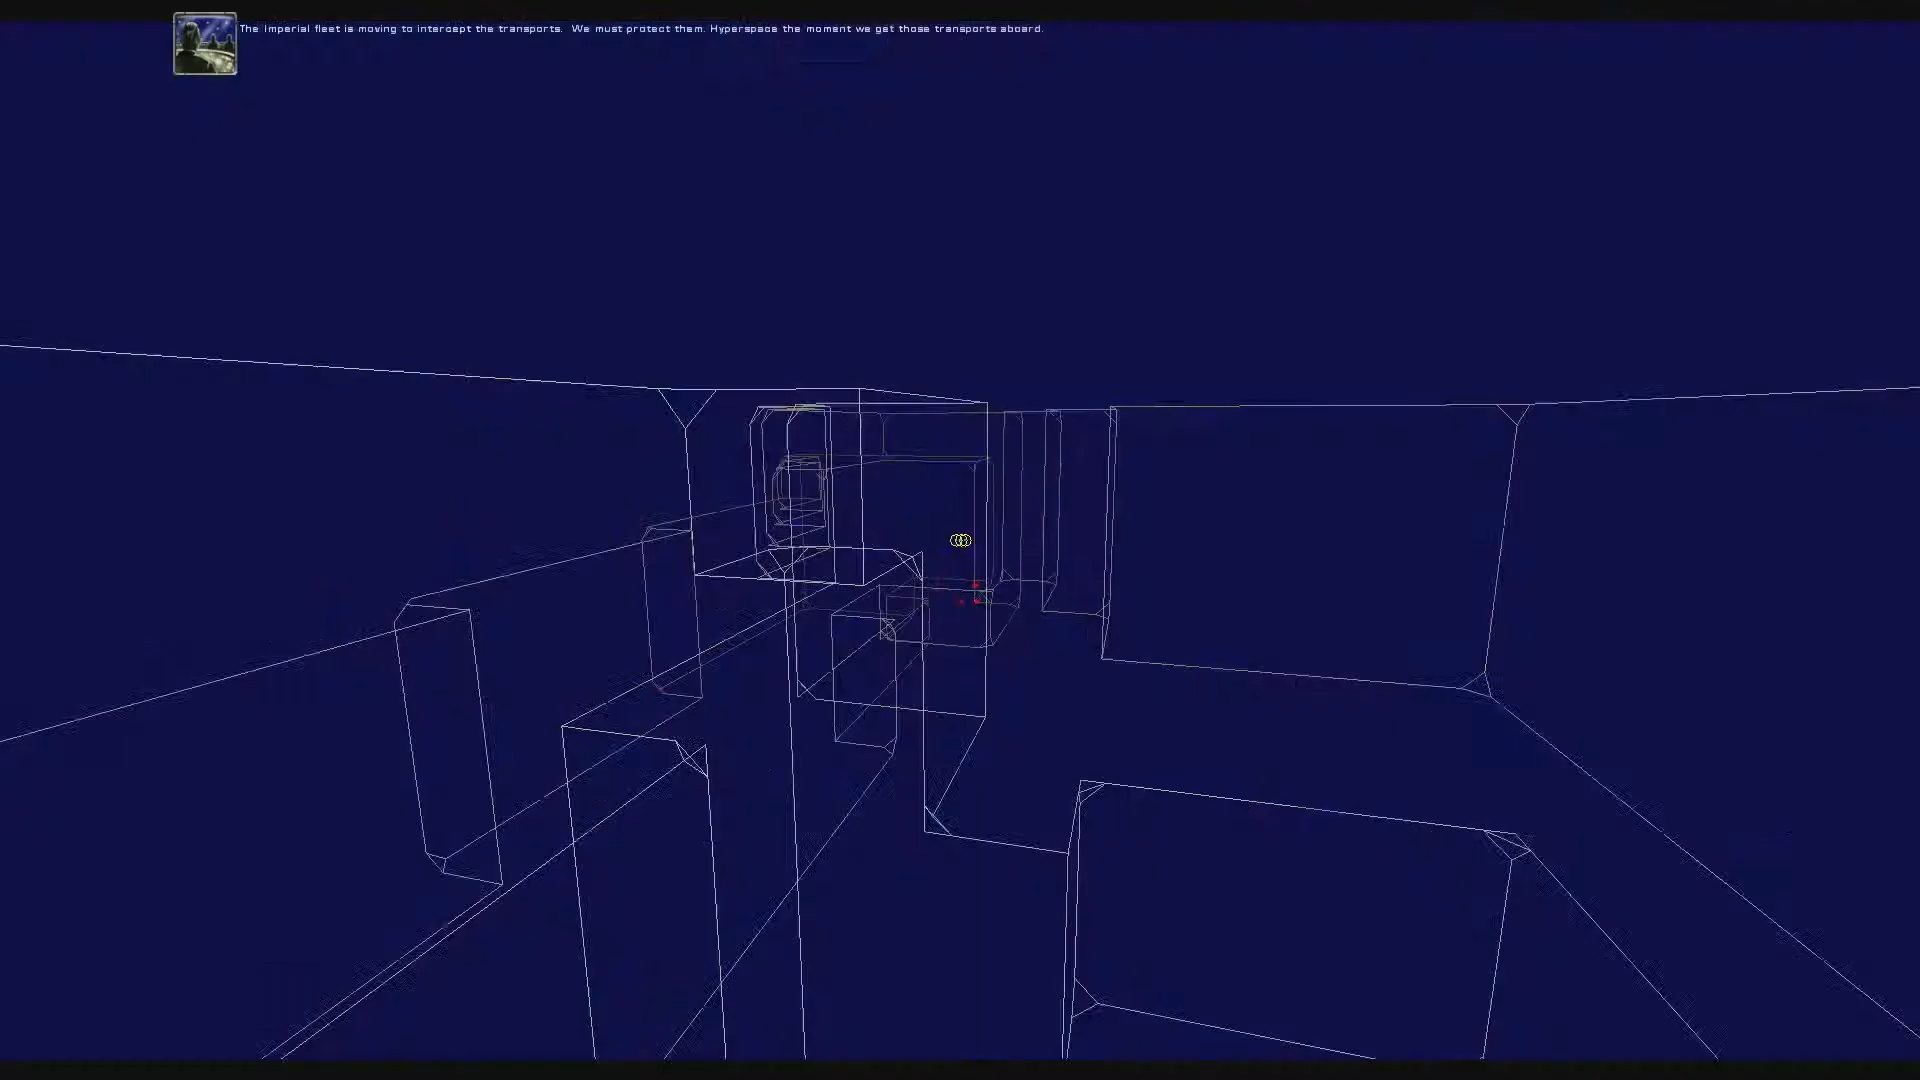 The Imperial fleet is moving to intercept the transports.  We must protect them. Hyperspace the moment we get those transports aboard.